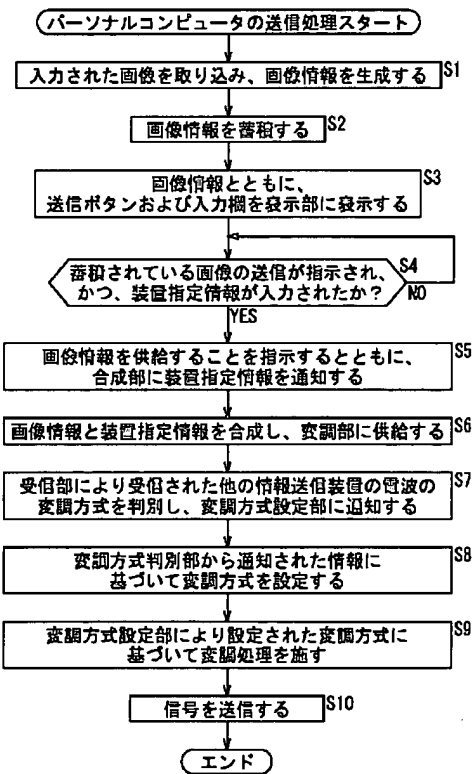 パーソナルコンピュータの送信処理スタート
入力された画像を取り込み、画像情報を生成する S1
画像情報を蓄積する S2
画像情報とともに、 S3
送信ボタンおよび入力欄を表示部に表示する
蓄積されている画像の送信が指示され、 S4
かつ、装置指定情報が入力されたか? NO
YES
画像情報を供給することを指示するとともに、 S5
合成部に装置指定情報を通知する
画像情報と装置指定情報を合成し、変調部に供給する S6
受信部により受信された他の情報送信装置の電波の S7
変調方式を判別し、変調方式設定部に通知する
変調方式判別部から通知された情報に S8
基づいて変調方式を設定する
変調方式設定部により設定された変調方式に S9
基づいて変調処理を施す
信号を送信する S10
エンド